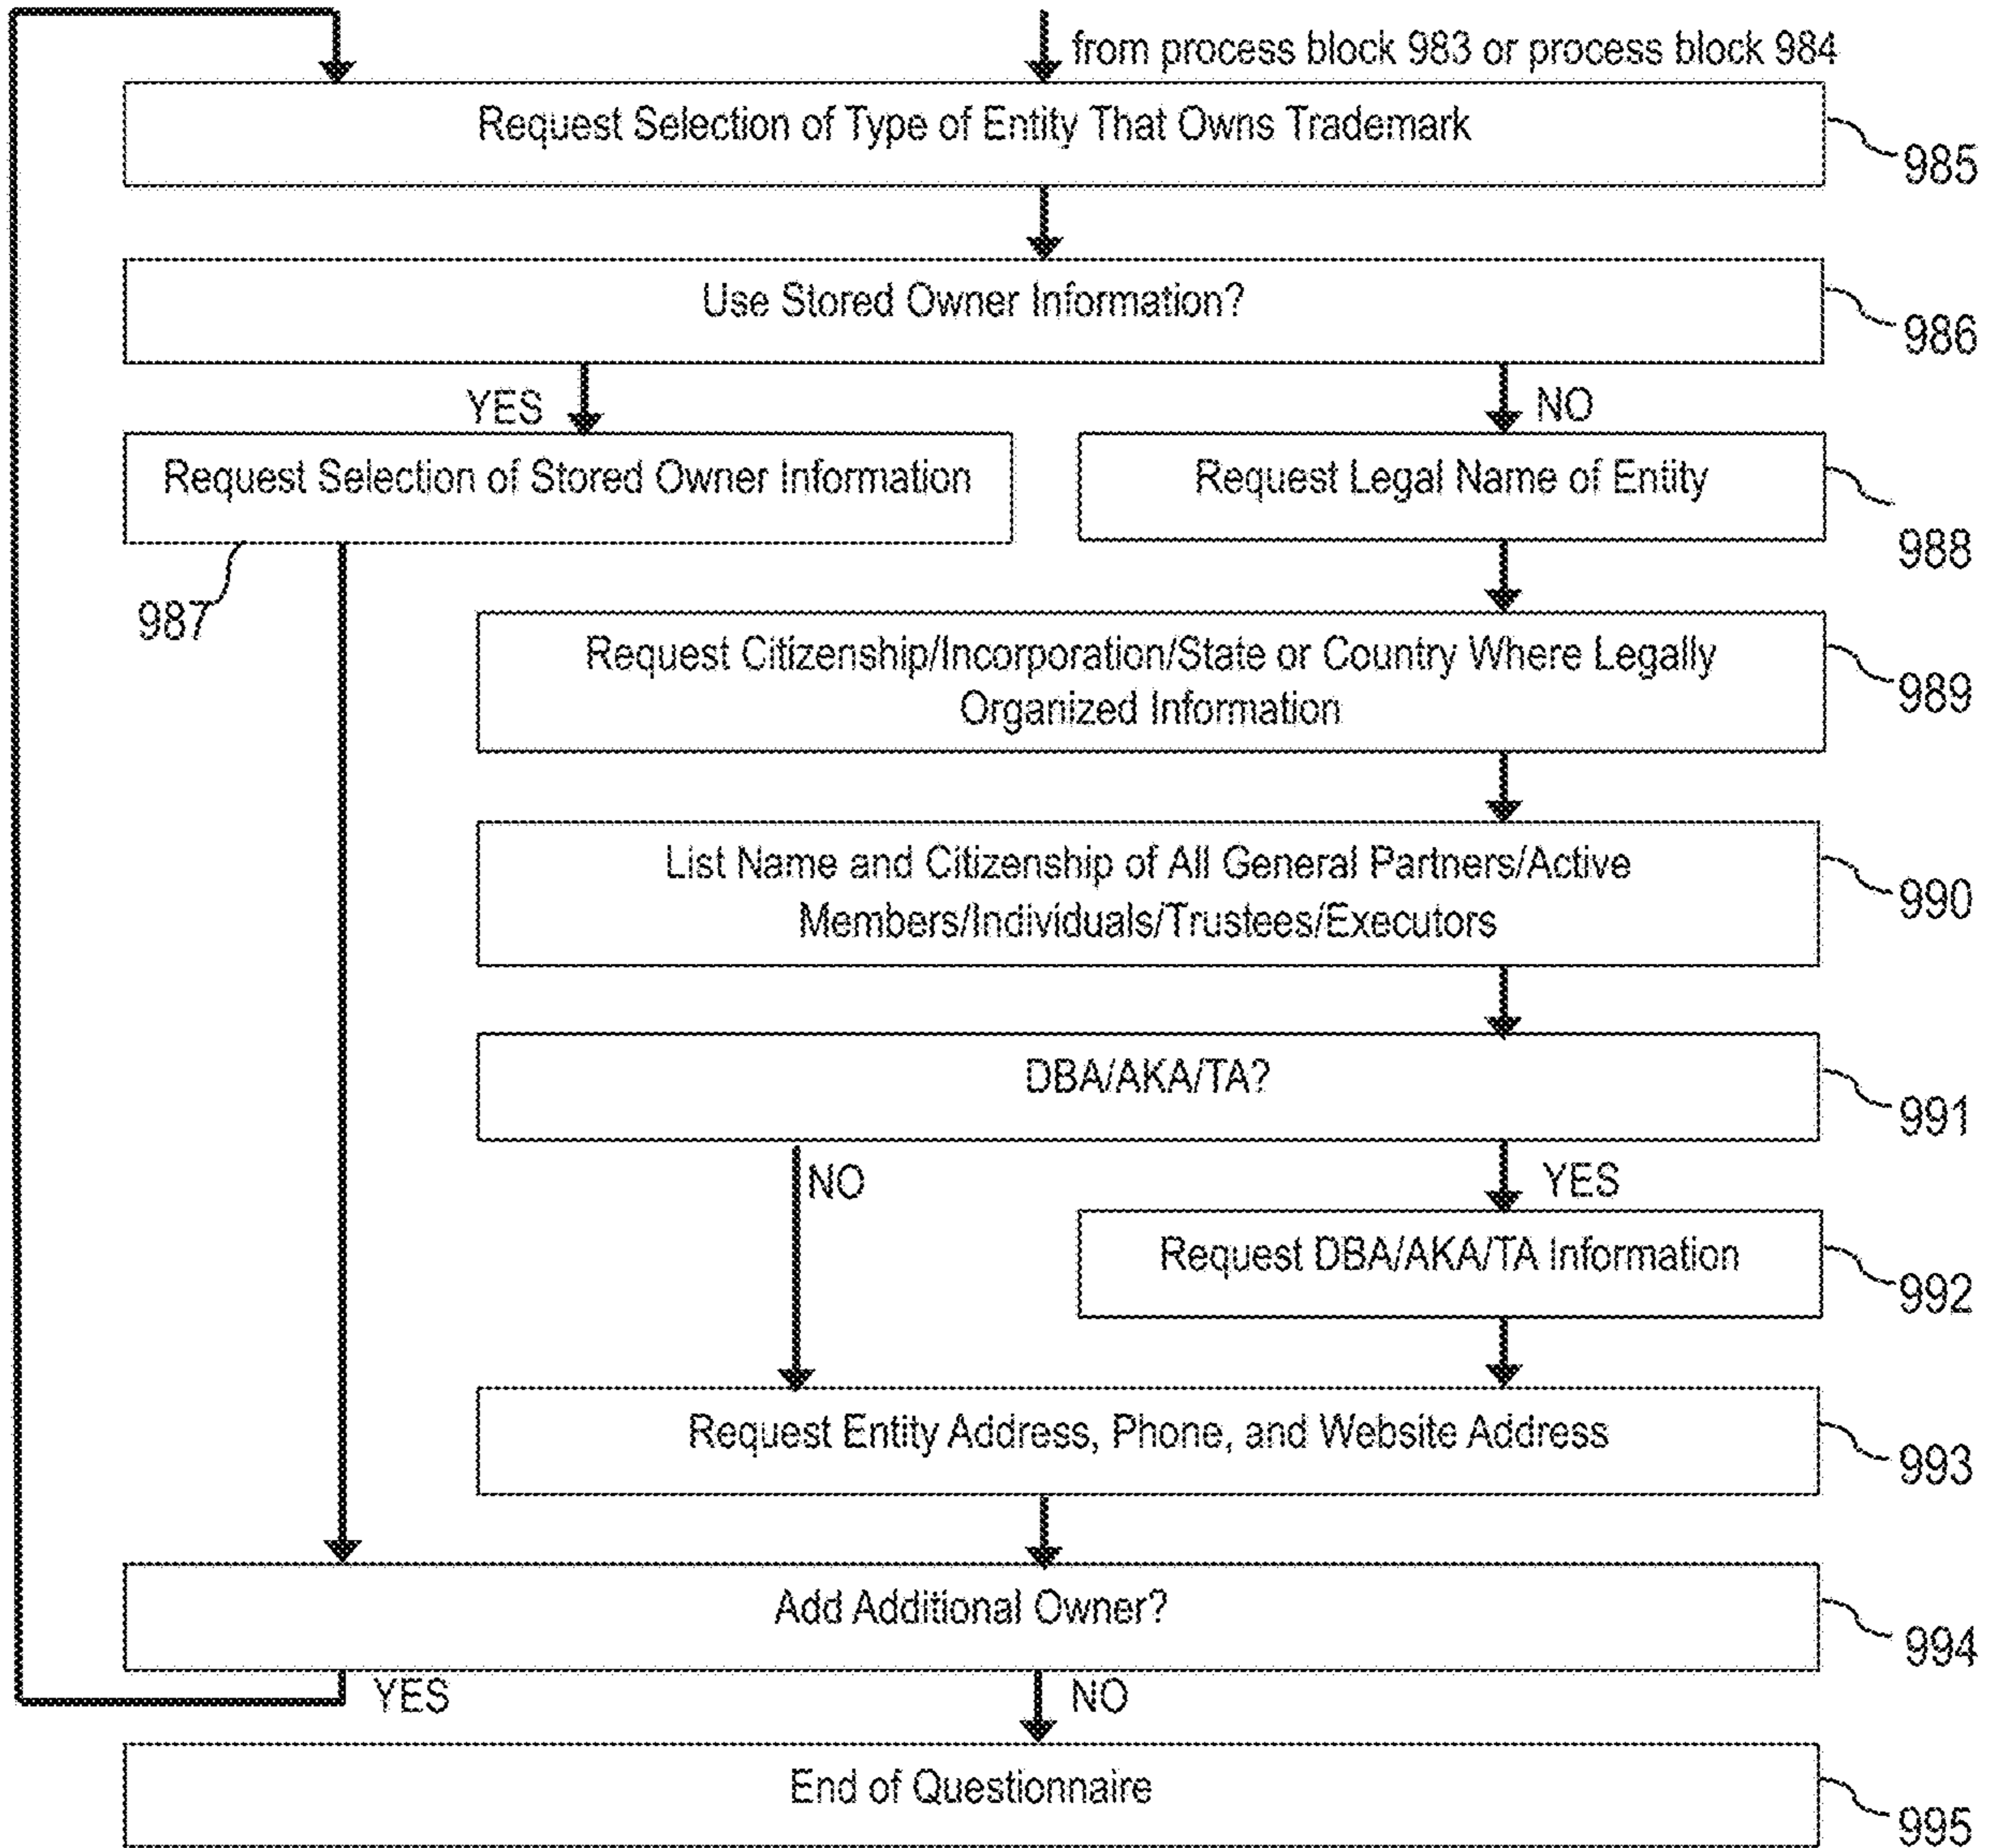 from process block 983 or process block 984
Request Selection of Type of Entity That Owns Trademark
985
Use Stored Owner Information?
986
YES
NO
Request Selection of Stored Owner Information
Request Legal Name of Entity
988
987
Request Citizenship/Incorporation/State or Country Where Legally
Organized Information
989
List Name and Citizenship of All General Partners/Active
Members/Individuals/Trustees/Executors
990
DBA/AKA/TA?
991
NO
YES
Request DBA/AKA/TA Information
992
Request Entity Address, Phone, and Website Address
993
Add Additional Owner?
994
YES
NO
End of Questionnaire
995